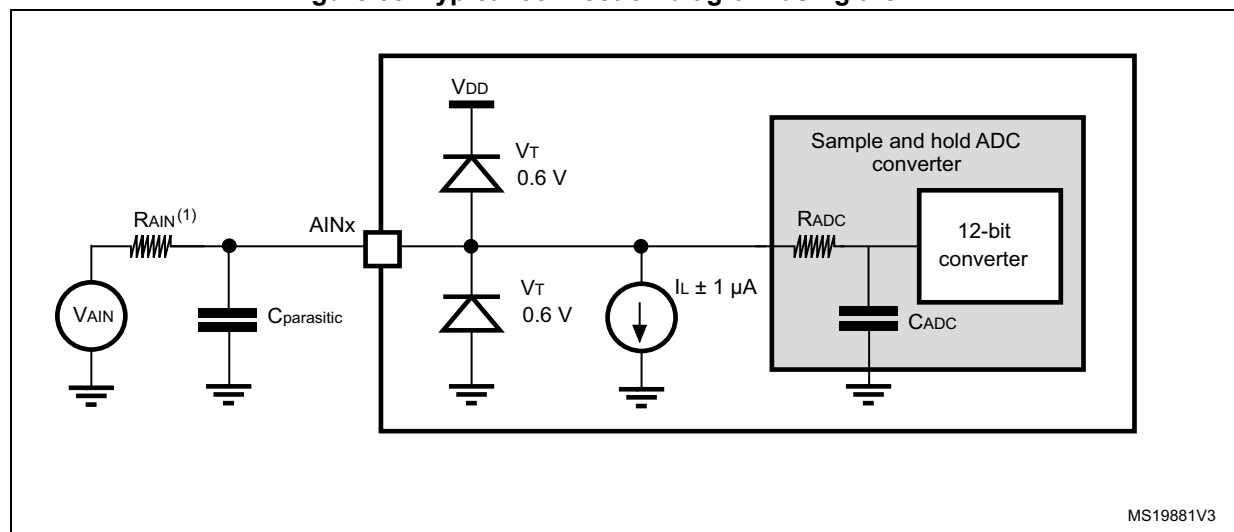 VDD
VT
0.6 V
Sample and hold ADC
converter
RAIN(1)
AINx
RADC
12-bit
converter
VAIN
Cparasitic
VT
0.6 V
IL ± 1 µA
CADC
MS19881V3